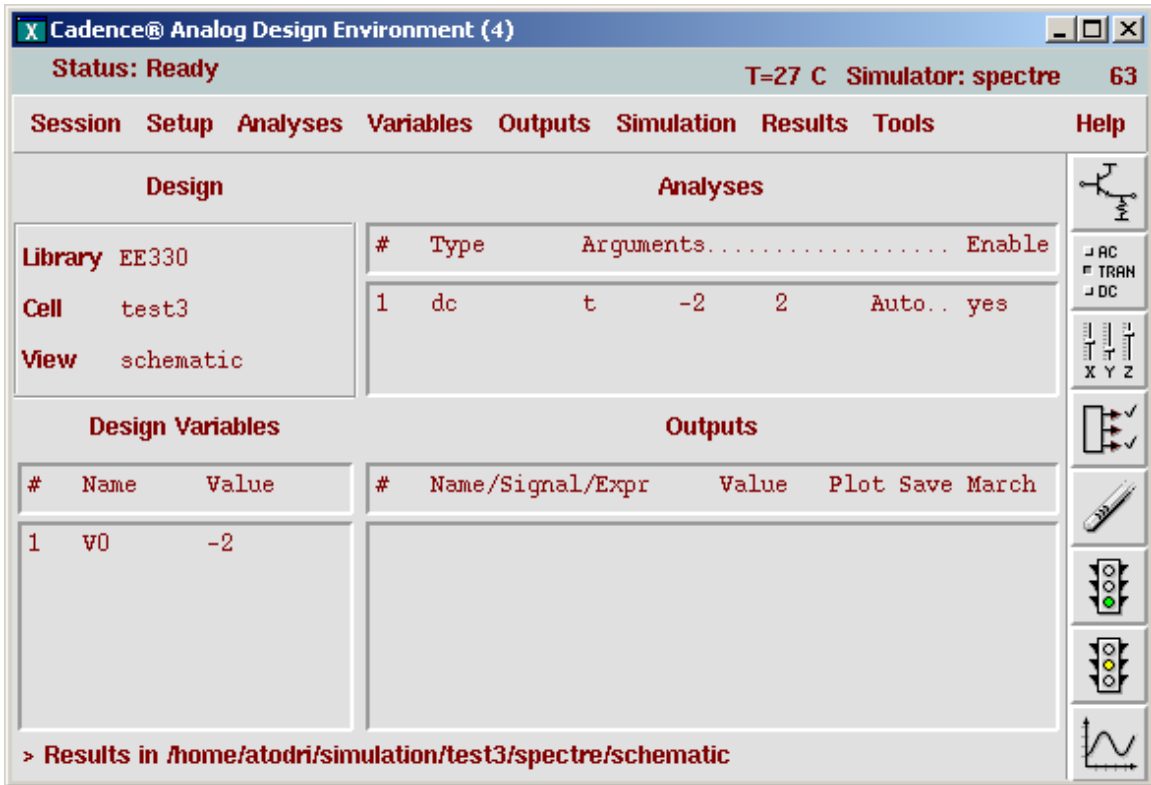 X Cadence® Analog Design Environment (4)
Status: Ready T=27 C Simulator: spectre 63
Session Setup Analyses Variables Outputs Simulation Results Tools Help
Design
Library EE330
Cell test3
View schematic
Analyses
# Type Arguments................... Enable
1 dc t -2 2 Auto.. yes
Design Variables
# Name Value
1 V0 -2
Outputs
# Name/Signal/Expr Value Plot Save March
AC
TRAN
DC
X Y Z
> Results in /home/atodri/simulation/test3/spectre/schematic